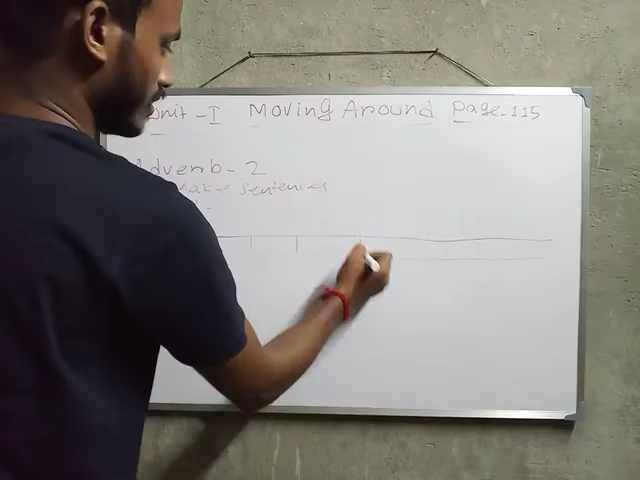 Unit - I Moving Around Page - 115
Adverb - 2
Make sentences